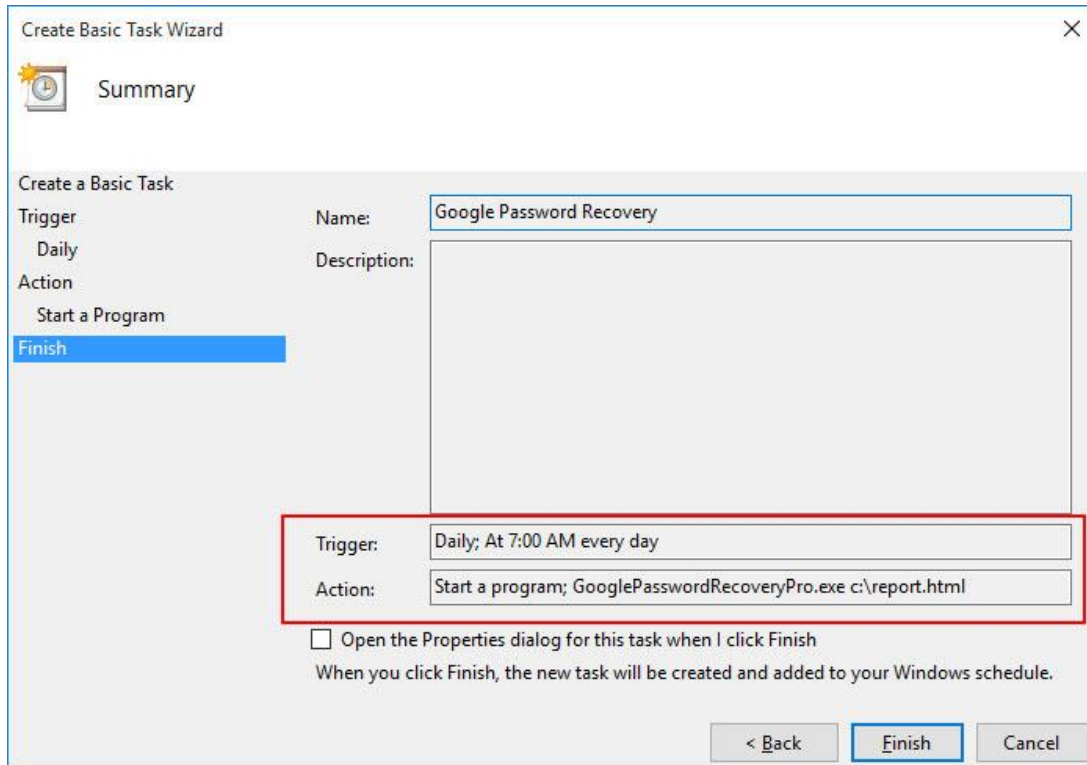 Create Basic Task Wizard
Summary
Create a Basic Task
Trigger
Daily
Action
Start a Program
Finish
Name: Google Password Recovery
Description:
Trigger: Daily; At 7:00 AM every day
Action: Start a program; GooglePasswordRecoveryPro.exe c:\report.html
Open the Properties dialog for this task when I click Finish
When you click Finish, the new task will be created and added to your Windows schedule.
< Back Finish Cancel